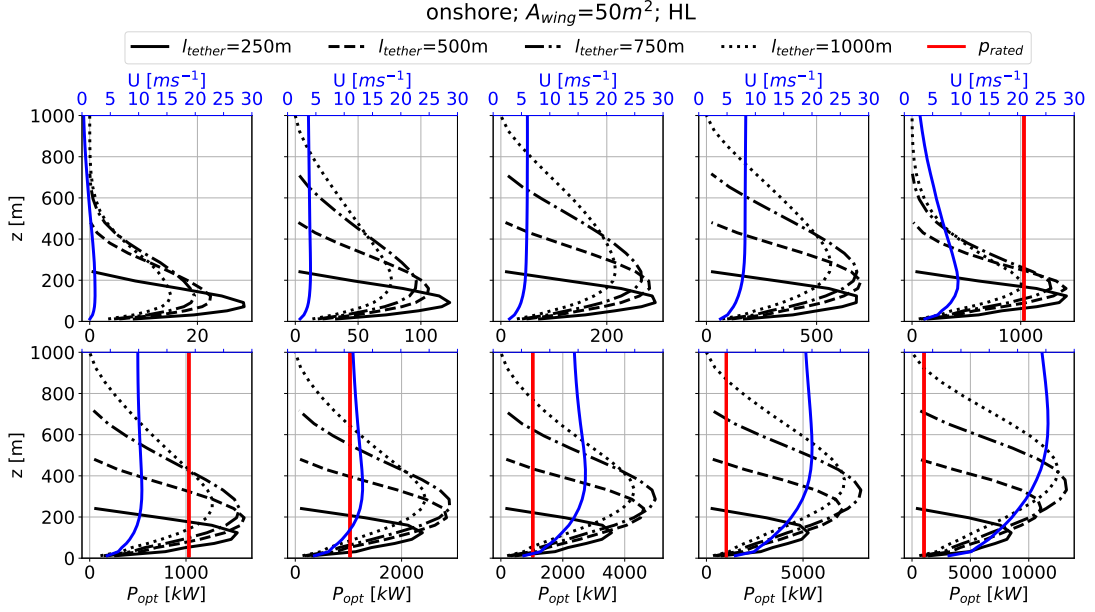 onshore; A_wing=50m²; HL
l_tether=250m l_tether=500m l_tether=750m l_tether=1000m p_rated
U [ms⁻¹] U [ms⁻¹] U [ms⁻¹] U [ms⁻¹] U [ms⁻¹]
0 5 10 15 20 25 30 0 5 10 15 20 25 30 0 5 10 15 20 25 30 0 5 10 15 20 25 30 0 5 10 15 20 25 30
1000
800
600
z [m]
400
200
0
0 20 0 50 100 0 200 0 500 0 1000
1000
800
600
z [m]
400
200
0
0 1000 0 2000 0 2000 4000 0 5000 0 5000 10000
P_opt [kW] P_opt [kW] P_opt [kW] P_opt [kW] P_opt [kW]